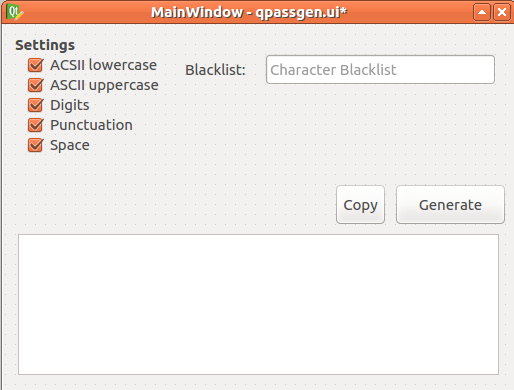 MainWindow - qpassgen.ui*
Settings
ACSII lowercase
Blacklist: Character Blacklist
ASCII uppercase
Digits
Punctuation
Space
Copy Generate